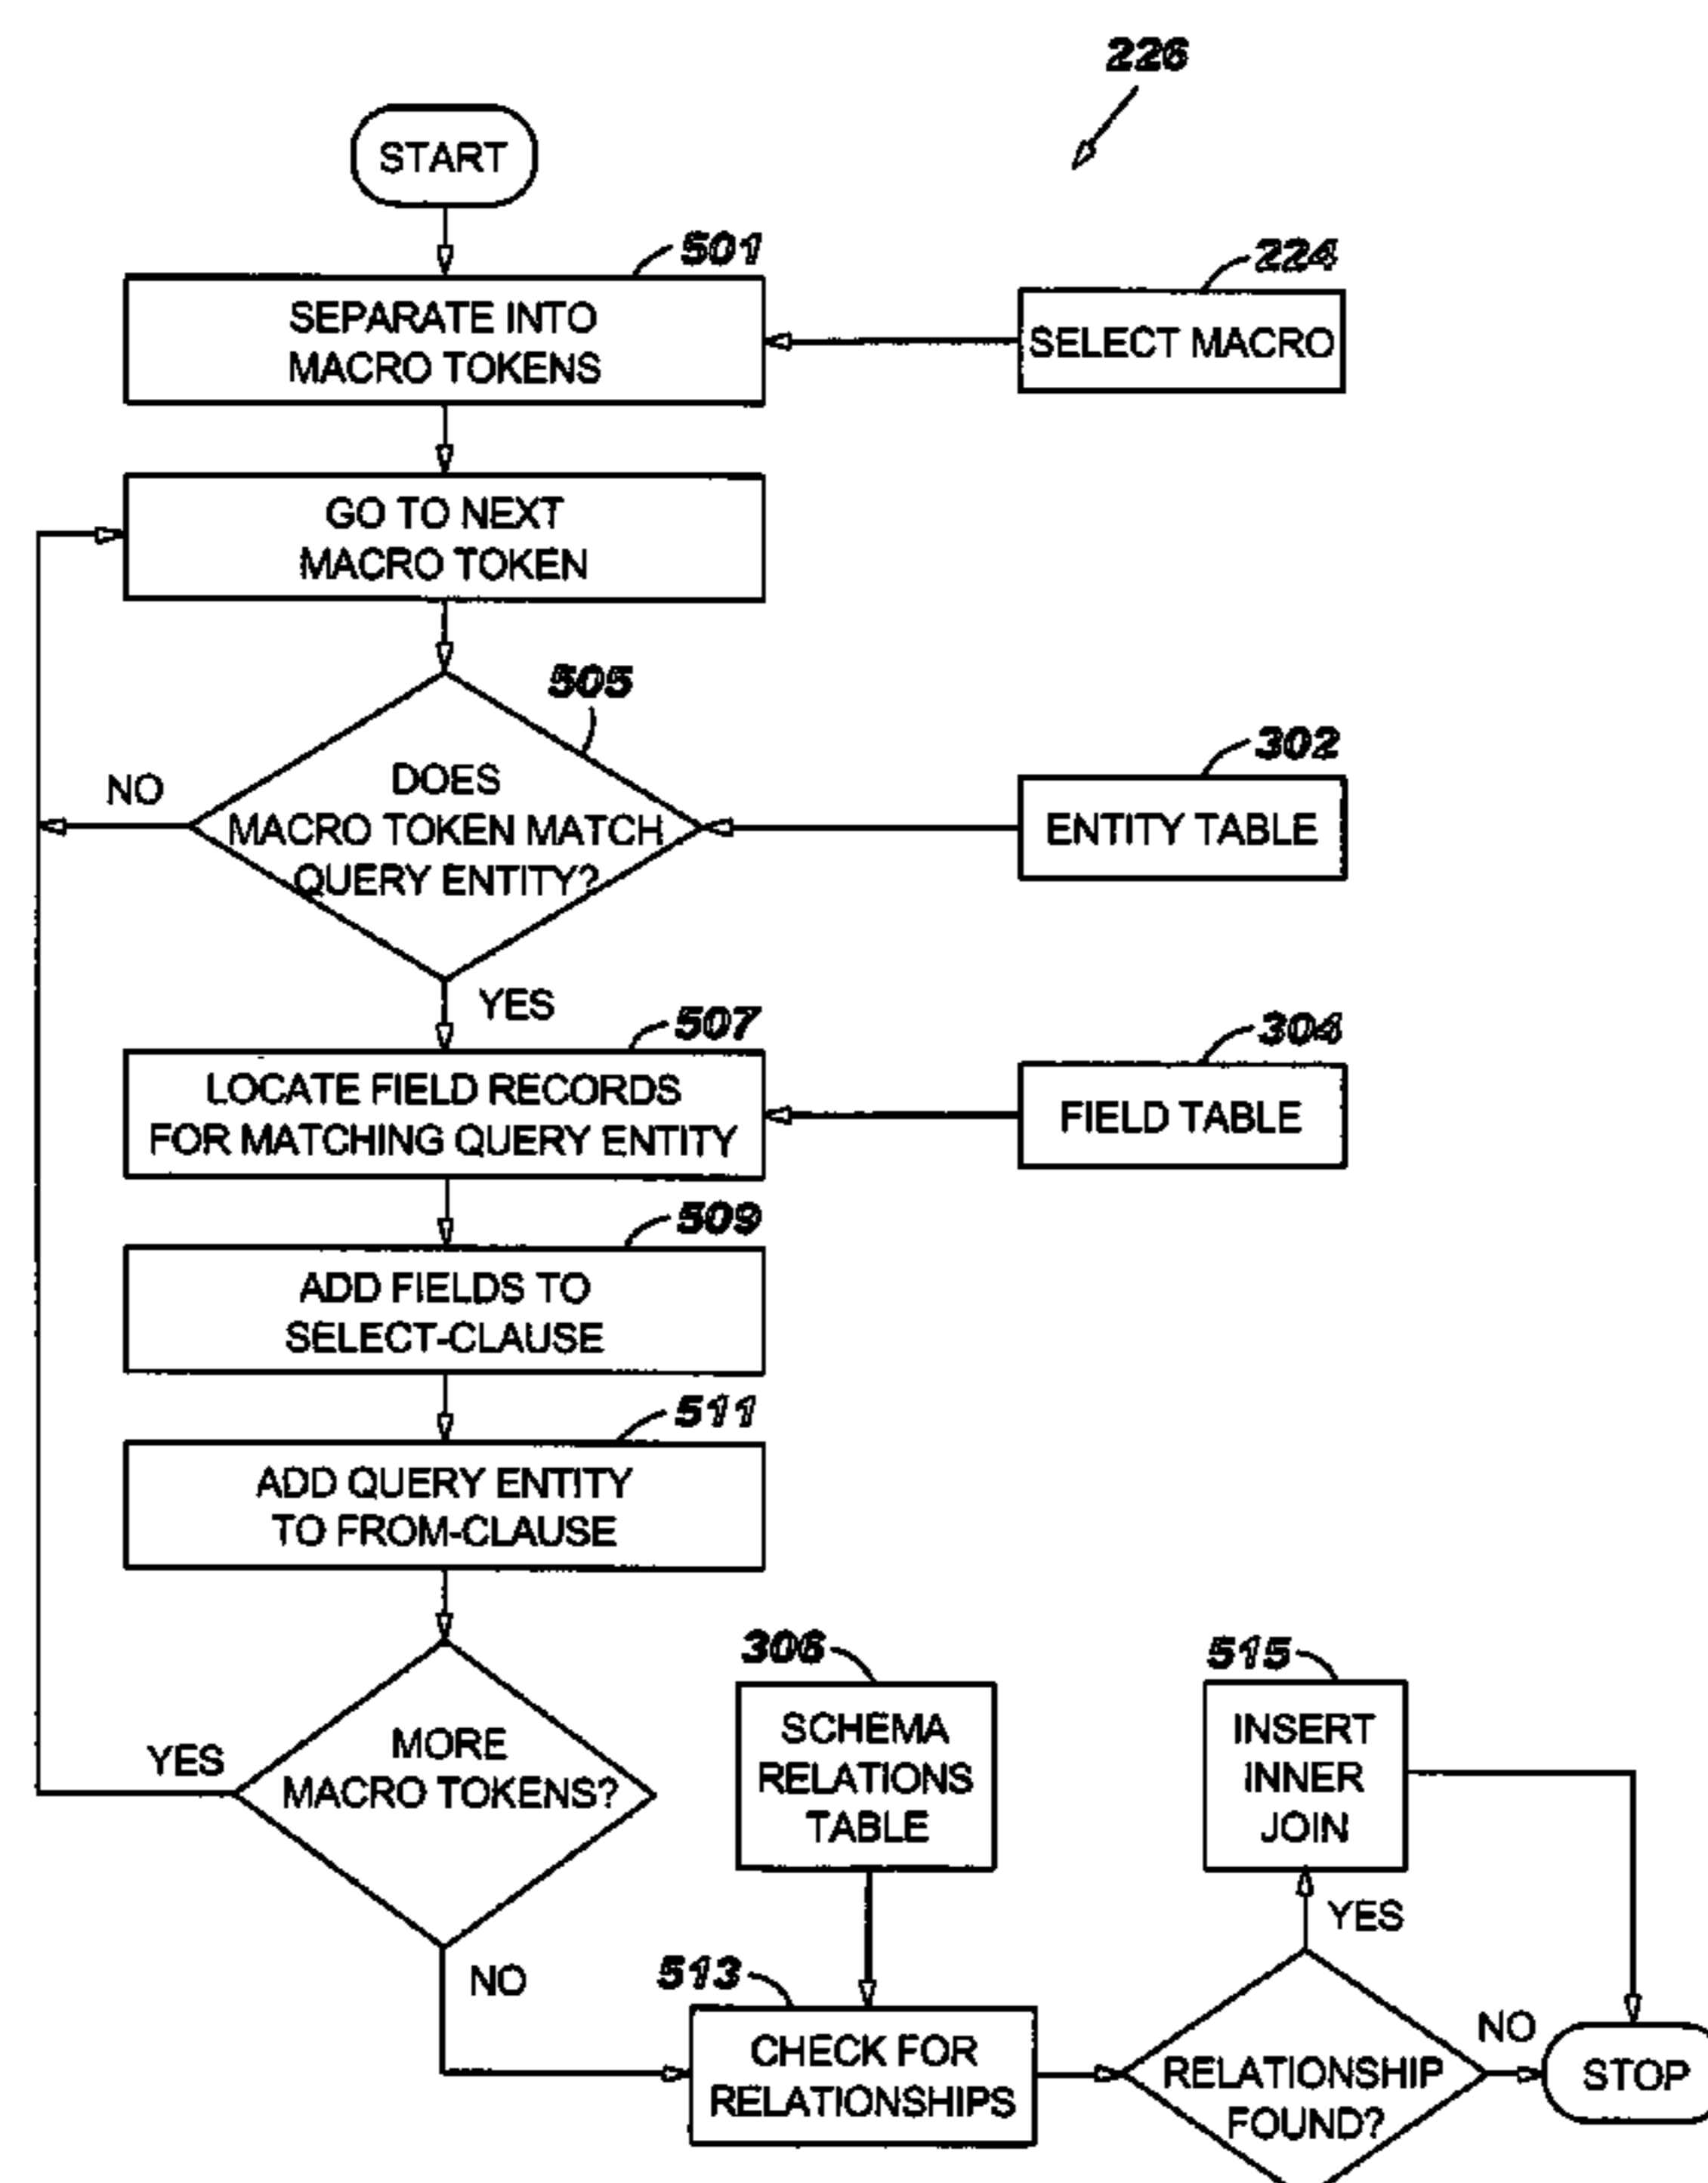 226
START
501
SEPARATE INTO
MACRO TOKENS
224
SELECT MACRO
GO TO NEXT
MACRO TOKEN
505
DOES
MACRO TOKEN MATCH
QUERY ENTITY?
NO
302
ENTITY TABLE
YES
507
LOCATE FIELD RECORDS
FOR MATCHING QUERY ENTITY
304
FIELD TABLE
509
ADD FIELDS TO
SELECT-CLAUSE
511
ADD QUERY ENTITY
TO FROM-CLAUSE
MORE
MACRO TOKENS?
YES
NO
306
SCHEMA
RELATIONS
TABLE
513
CHECK FOR
RELATIONSHIPS
515
INSERT
INNER
JOIN
YES
RELATIONSHIP
FOUND?
NO
STOP